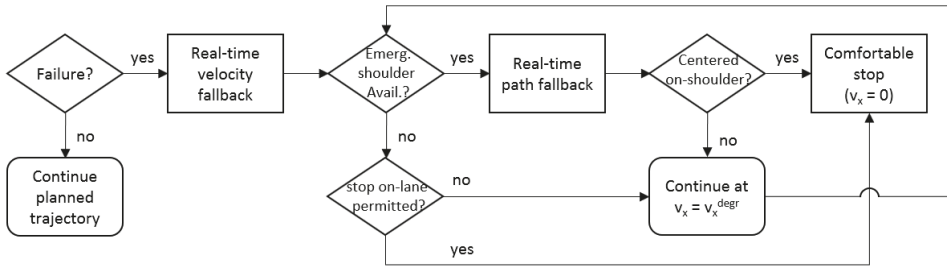 Failure?
yes
no
Continue
planned
trajectory
Real-time
velocity
fallback
Emerg.
shoulder
Avail.?
yes
no
Real-time
path fallback
Centered
on-shoulder?
yes
no
Comfortable
stop
(vₓ = 0)
stop on-lane
permitted?
no
yes
Continue at
vₓ = vₓᵈᵉᵍʳ